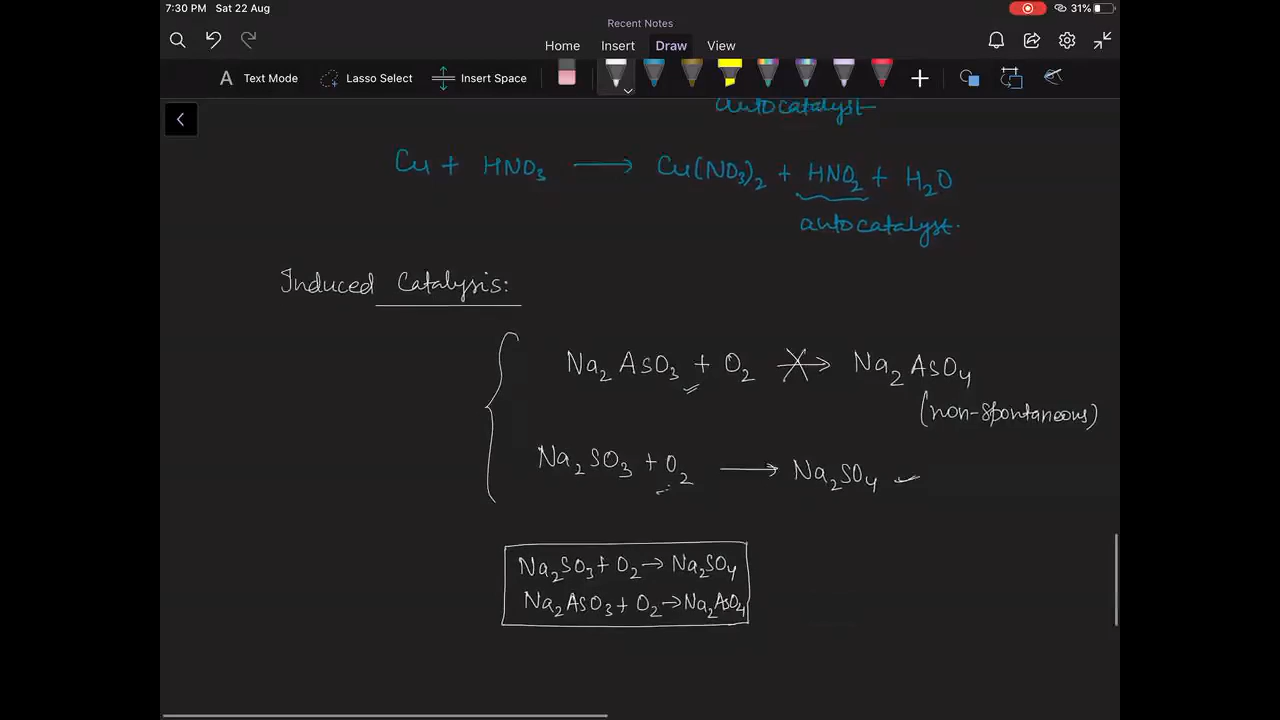 7:30 PM Sat 22 Aug 31%
Recent Notes
Home Insert Draw View
A Text Mode Lasso Select Insert Space
autocatalyst
Cu + HNO3 → Cu(NO3)2 + HNO2 + H2O
autocatalyst.
Induced Catalysis:
Na2AsO3 + O2 → Na2AsO4
(non-spontaneous)
Na2SO3 + O2 → Na2SO4
Na2SO3 + O2 → Na2SO4
Na2AsO3 + O2 → Na2AsO4